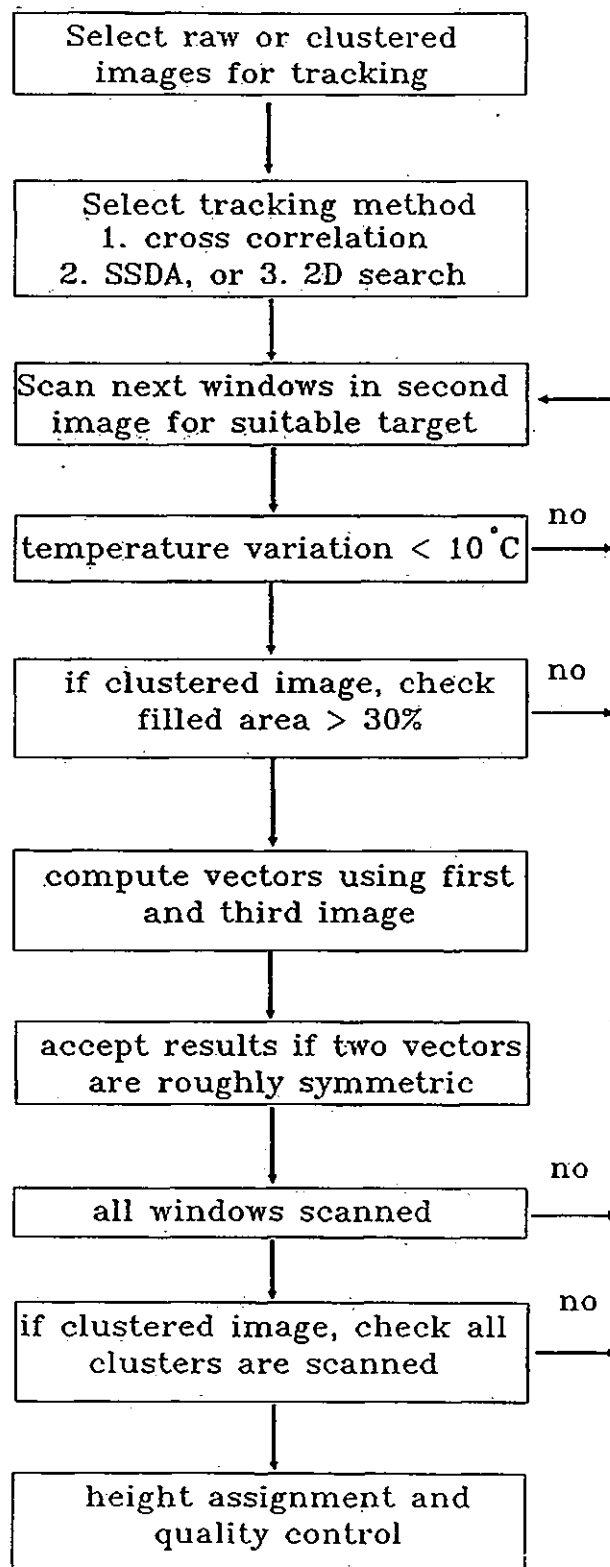 Select raw or clustered
images for tracking
Select tracking method
1. cross correlation
2. SSDA, or 3. 2D search
Scan next windows in second
image for suitable target
temperature variation < 10°C
no
if clustered image, check
filled area > 30%
no
compute vectors using first
and third image
accept results if two vectors
are roughly symmetric
all windows scanned
no
if clustered image, check all
clusters are scanned
no
height assignment and
quality control